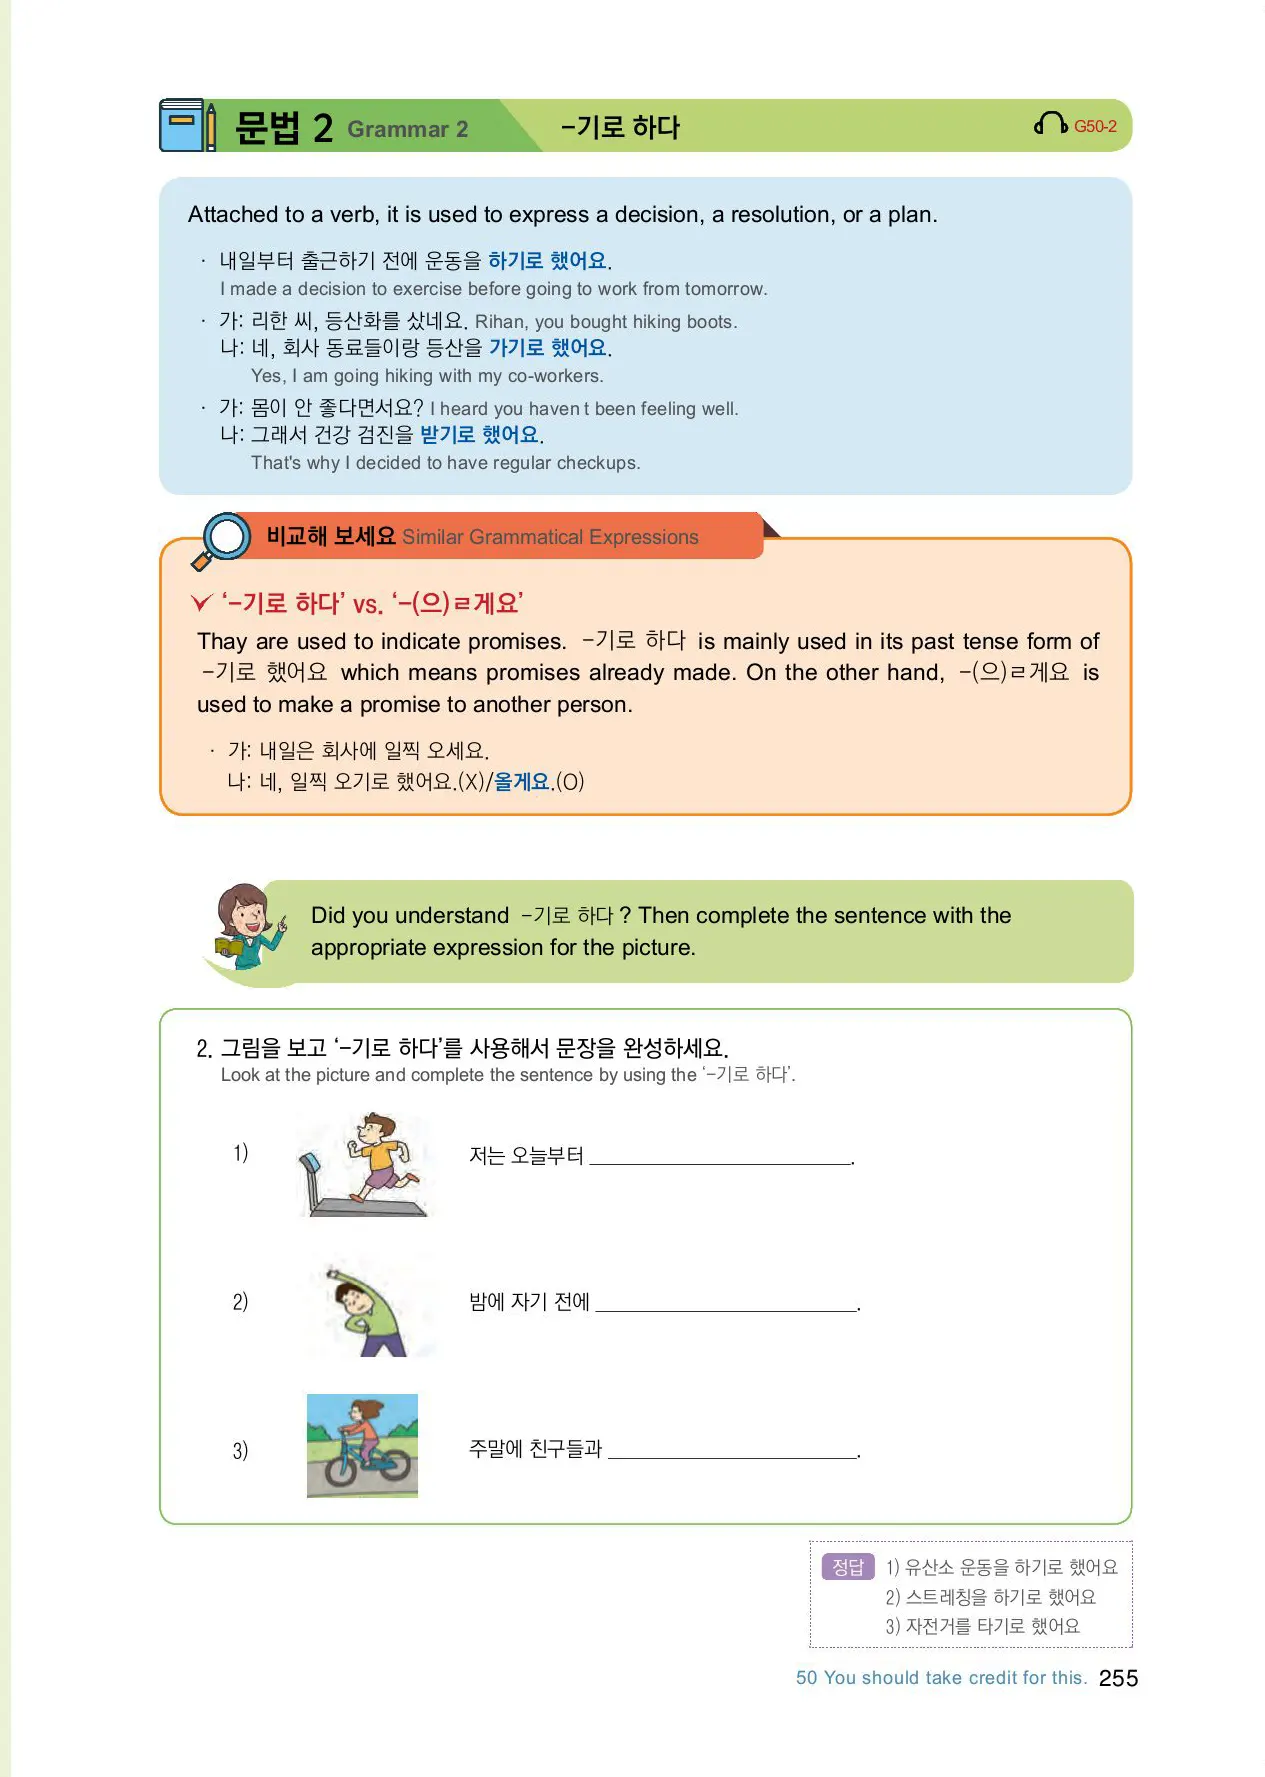 문법 2 Grammar 2 -기로 하다 G50-2
Attached to a verb, it is used to express a decision, a resolution, or a plan.
· 내일부터 출근하기 전에 운동을 하기로 했어요.
I made a decision to exercise before going to work from tomorrow.
· 가: 리한 씨, 등산화를 샀네요. Rihan, you bought hiking boots.
나: 네, 회사 동료들이랑 등산을 가기로 했어요.
Yes, I am going hiking with my co-workers.
· 가: 몸이 안 좋다면서요? I heard you haven t been feeling well.
나: 그래서 건강 검진을 받기로 했어요.
That's why I decided to have regular checkups.
비교해 보세요 Similar Grammatical Expressions
‘-기로 하다’ vs. ‘-(으)ㄹ게요’
Thay are used to indicate promises. -기로 하다 is mainly used in its past tense form of
-기로 했어요 which means promises already made. On the other hand, -(으)ㄹ게요 is
used to make a promise to another person.
· 가: 내일은 회사에 일찍 오세요.
나: 네, 일찍 오기로 했어요.(X)/올게요.(O)
Did you understand -기로 하다 ? Then complete the sentence with the
appropriate expression for the picture.
2. 그림을 보고 ‘-기로 하다’를 사용해서 문장을 완성하세요.
Look at the picture and complete the sentence by using the ‘-기로 하다’.
1) 저는 오늘부터 ______________________.
2) 밤에 자기 전에 ______________________.
3) 주말에 친구들과 ______________________.
정답 1) 유산소 운동을 하기로 했어요
2) 스트레칭을 하기로 했어요
3) 자전거를 타기로 했어요
50 You should take credit for this. 255